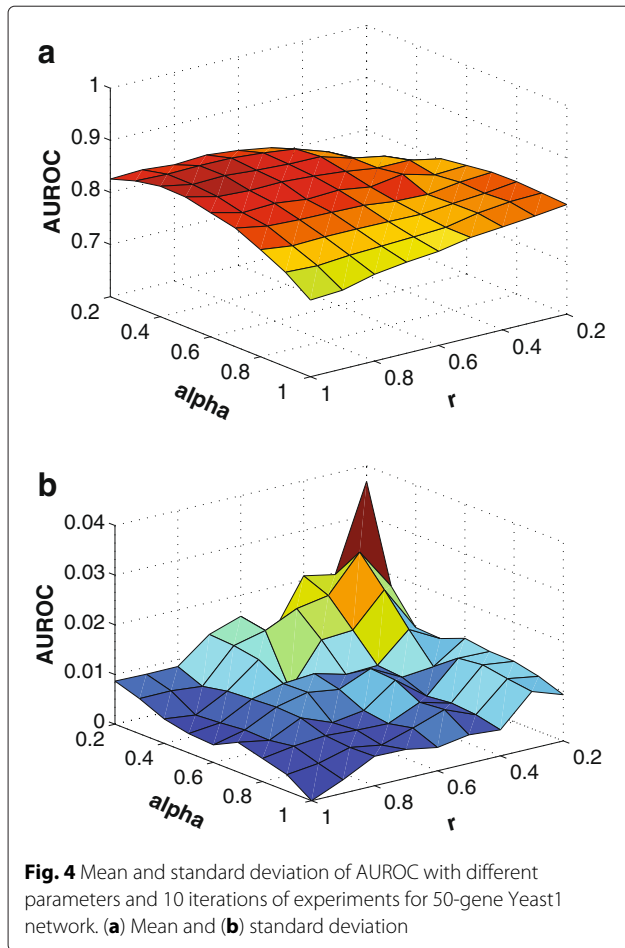 a
1
0.9
0.8
0.7
AUROC
0.2
0.4
0.6
0.8
1
alpha
1
0.8
0.6
0.4
0.2
r
b
0.04
0.03
0.02
0.01
0
AUROC
0.2
0.4
0.6
0.8
1
alpha
1
0.8
0.6
0.4
0.2
r
Fig. 4 Mean and standard deviation of AUROC with different
parameters and 10 iterations of experiments for 50-gene Yeast1
network. (a) Mean and (b) standard deviation